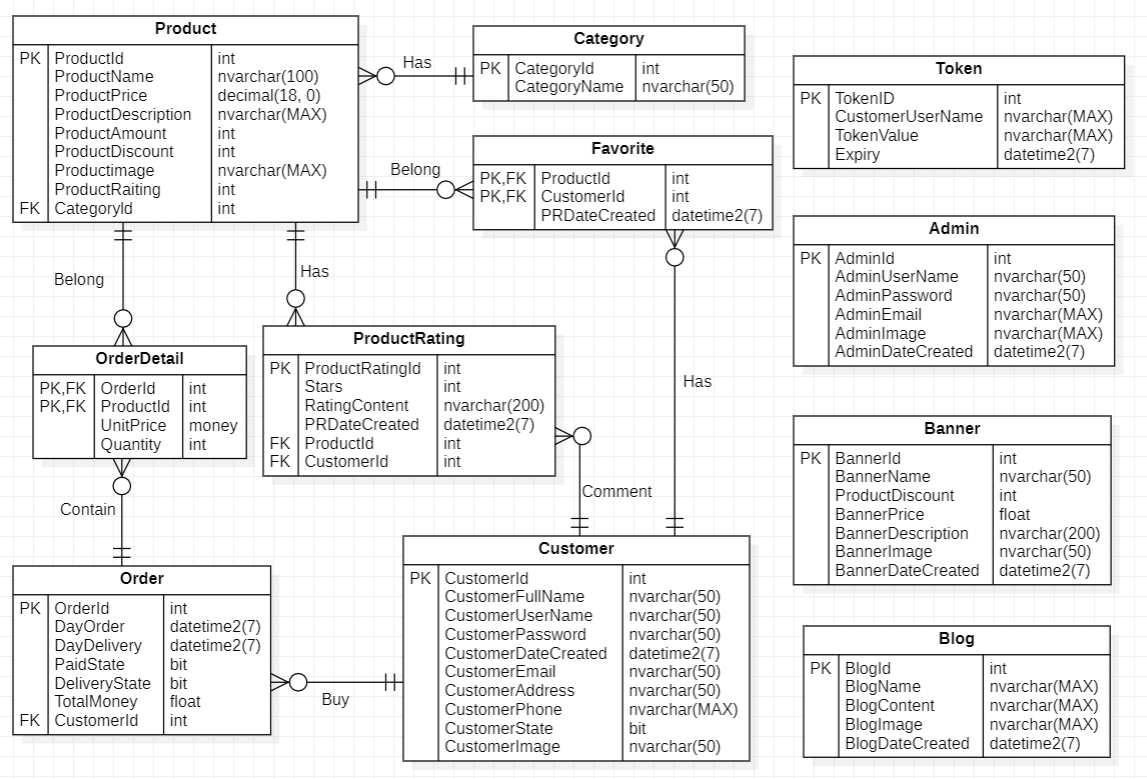 Product
PK ProductId int
ProductName nvarchar(100)
ProductPrice decimal(18, 0)
ProductDescription nvarchar(MAX)
ProductAmount int
ProductDiscount int
Productimage nvarchar(MAX)
ProductRaiting int
FK CategoryId int
Has
Category
PK CategoryId int
CategoryName nvarchar(50)
Belong
Favorite
PK,FK ProductId int
PK,FK CustomerId int
PRDateCreated datetime2(7)
Token
PK TokenID int
CustomerUserName nvarchar(MAX)
TokenValue nvarchar(MAX)
Expiry datetime2(7)
Admin
PK AdminId int
AdminUserName nvarchar(50)
AdminPassword nvarchar(50)
AdminEmail nvarchar(MAX)
AdminImage nvarchar(MAX)
AdminDateCreated datetime2(7)
Belong
Has
OrderDetail
PK,FK OrderId int
PK,FK ProductId int
UnitPrice money
Quantity int
ProductRating
PK ProductRatingId int
Stars int
RatingContent nvarchar(200)
PRDateCreated datetime2(7)
FK ProductId int
FK CustomerId int
Has
Comment
Banner
PK BannerId int
BannerName nvarchar(50)
ProductDiscount int
BannerPrice float
BannerDescription nvarchar(200)
BannerImage nvarchar(50)
BannerDateCreated datetime2(7)
Contain
Order
PK OrderId int
DayOrder datetime2(7)
DayDelivery datetime2(7)
PaidState bit
DeliveryState bit
TotalMoney float
FK CustomerId int
Buy
Customer
PK CustomerId int
CustomerFullName nvarchar(50)
CustomerUserName nvarchar(50)
CustomerPassword nvarchar(50)
CustomerDateCreated datetime2(7)
CustomerEmail nvarchar(50)
CustomerAddress nvarchar(50)
CustomerPhone nvarchar(MAX)
CustomerState bit
CustomerImage nvarchar(50)
Blog
PK BlogId int
BlogName nvarchar(MAX)
BlogContent nvarchar(MAX)
BlogImage nvarchar(MAX)
BlogDateCreated datetime2(7)